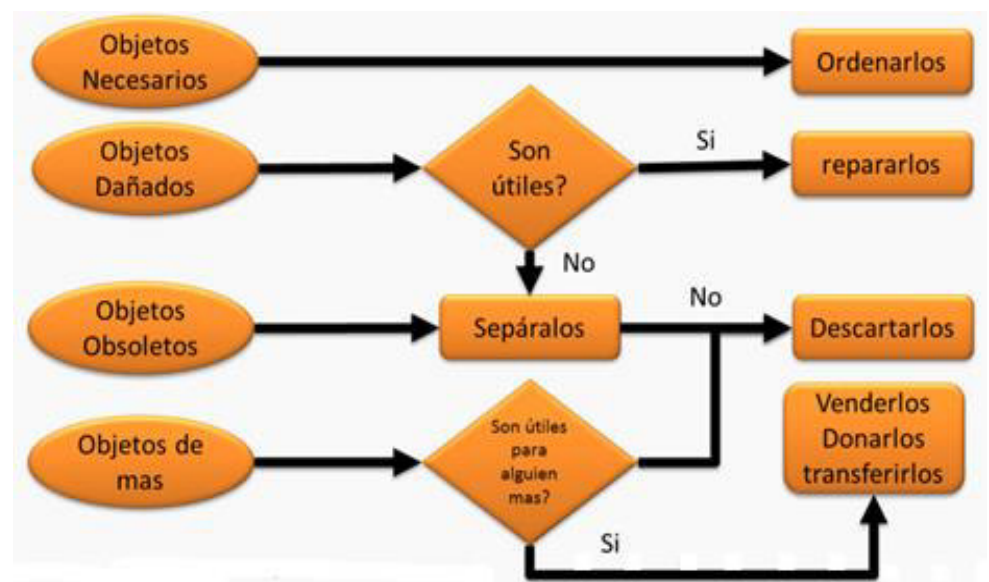 Objetos
Necesarios
Ordenarlos
Objetos
Dañados
Son
útiles?
Si
repararlos
No
Objetos
Obsoletos
Sepáralos
No
Descartarlos
Objetos de
mas
Son útiles
para
alguien
mas?
Venderlos
Donarlos
transferirlos
Si